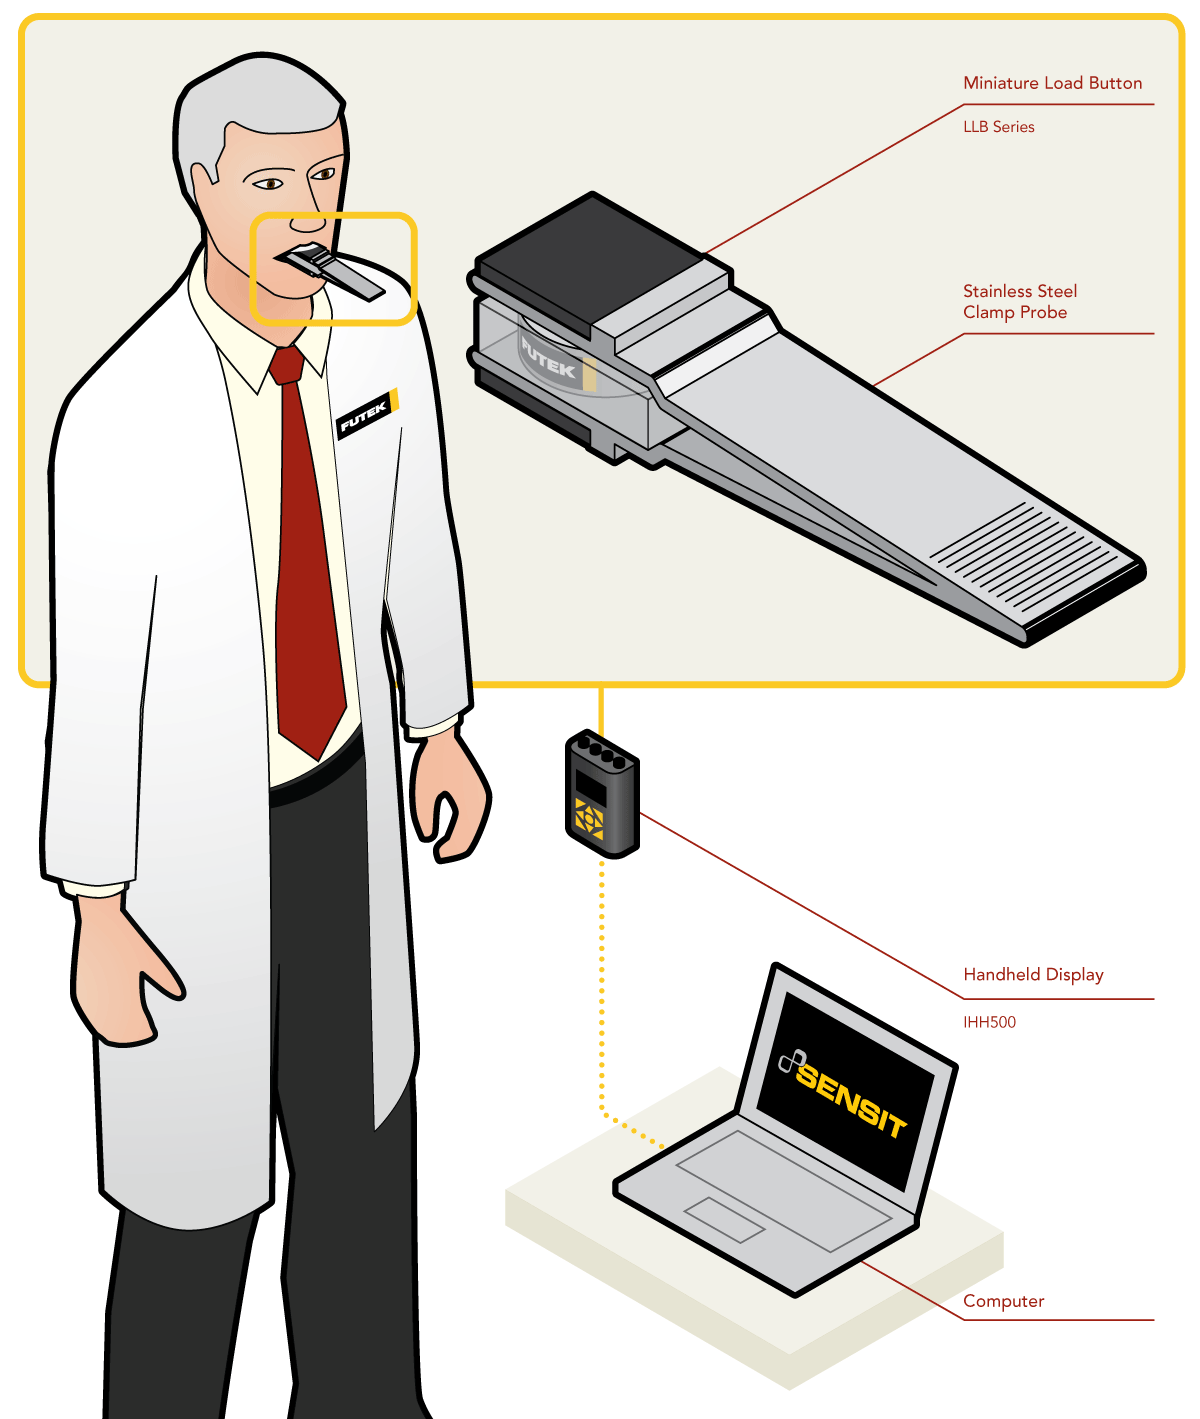 Miniature Load Button
LLB Series
Stainless Steel
Clamp Probe
FUTEK
FUTEK
Handheld Display
IHH500
SENSIT
Computer